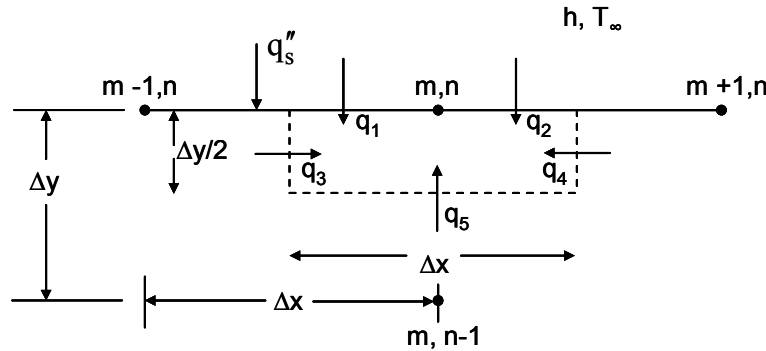 h, T∞
q″s
m -1,n
m,n
m +1,n
q1
q2
Δy/2
q3
q4
Δy
q5
Δx
Δx
m, n-1